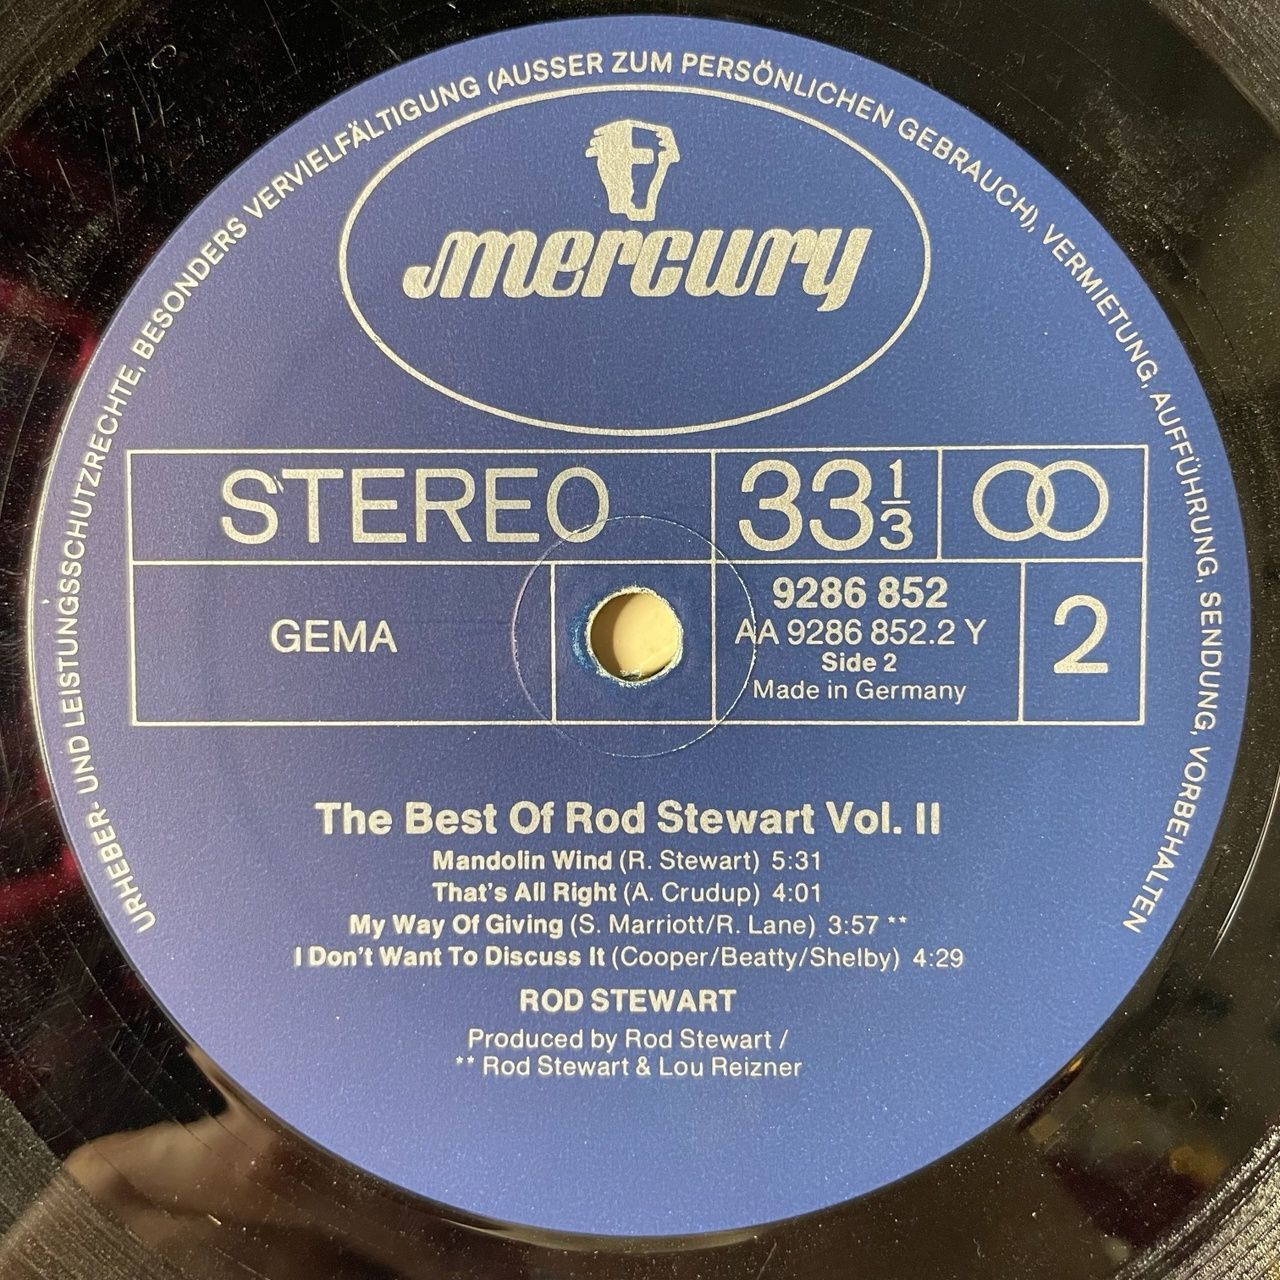 URHEBER- UND LEISTUNGSSCHUTZRECHTE, BESONDERS VERVIELFÄLTIGUNG (AUSSER ZUM PERSÖNLICHEN GEBRAUCH), VERMIETUNG, AUFFÜHRUNG, SENDUNG, VORBEHALTEN
mercury
STEREO 33 1/3
GEMA
9286 852
AA 9286 852.2 Y
Side 2
Made in Germany
2
The Best Of Rod Stewart Vol. II
Mandolin Wind (R. Stewart) 5:31
That's All Right (A. Crudup) 4:01
My Way Of Giving (S. Marriott/R. Lane) 3:57 **
I Don't Want To Discuss It (Cooper/Beatty/Shelby) 4:29
ROD STEWART
Produced by Rod Stewart /
** Rod Stewart & Lou Reizner